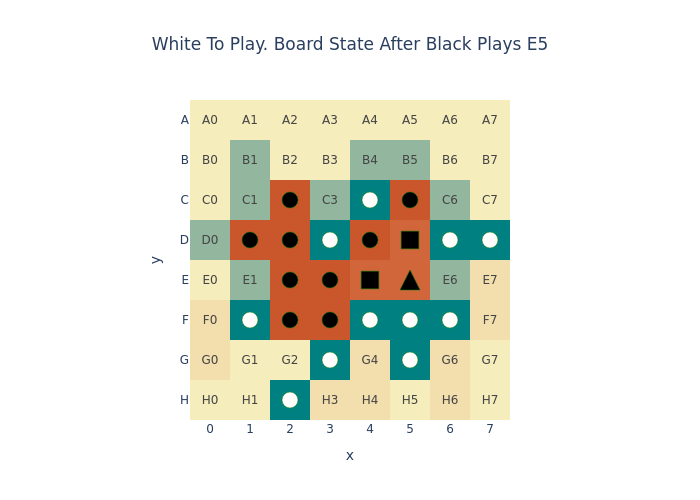 White To Play. Board State After Black Plays E5
A A0 A1 A2 A3 A4 A5 A6 A7
B B0 B1 B2 B3 B4 B5 B6 B7
C C0 C1 C3 C6 C7
D D0
E E0 E1 E6 E7
F F0 F7
G G0 G1 G2 G4 G6 G7
H H0 H1 H3 H4 H5 H6 H7
0 1 2 3 4 5 6 7
x
y